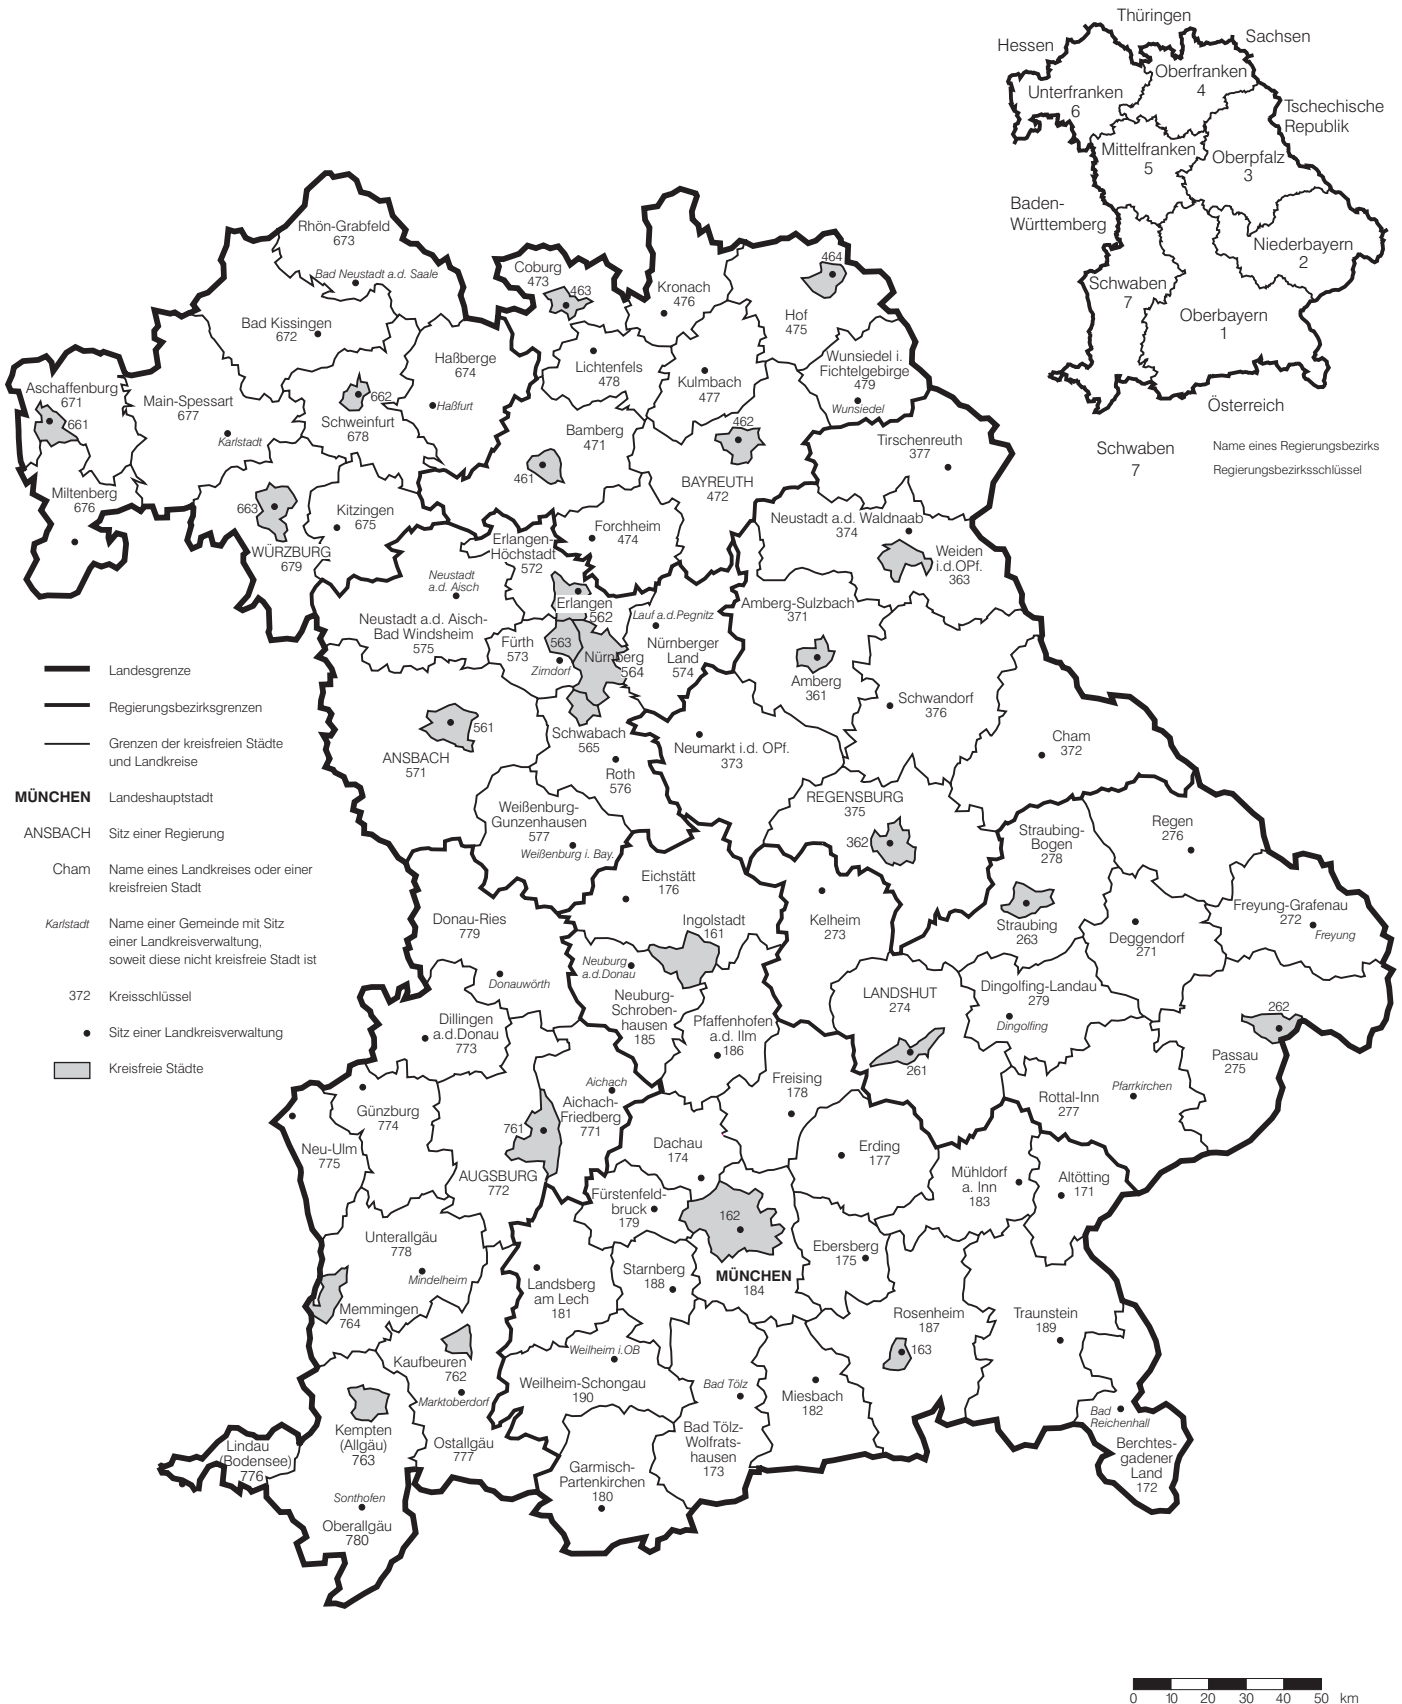 Thüringen
Hessen
Sachsen
Oberfranken
4
Unterfranken
6
Tschechische
Republik
Mittelfranken
5
Oberpfalz
3
Baden-
Württemberg
Niederbayern
2
Schwaben
7
Oberbayern
1
Österreich
Schwaben
7
Name eines Regierungsbezirks
Regierungsbezirksschlüssel
Rhön-Grabfeld
673
Bad Neustadt a.d. Saale
Coburg
473
463
Kronach
476
464
Hof
475
Bad Kissingen
672
Haßberge
674
Haßfurt
Lichtenfels
478
Kulmbach
477
Wunsiedel i.
Fichtelgebirge
479
Wunsiedel
Aschaffenburg
671
661
Main-Spessart
677
Karlstadt
662
Schweinfurt
678
Bamberg
471
461
462
BAYREUTH
472
Tirschenreuth
377
Miltenberg
676
663
WÜRZBURG
679
Kitzingen
675
Forchheim
474
Erlangen-
Höchstadt
572
Neustadt a.d. Waldnaab
374
Weiden
i.d.OPf.
363
Neustadt
a.d. Aisch
Neustadt a.d. Aisch-
Bad Windsheim
575
Erlangen
562
Lauf a.d.Pegnitz
Nürnberger
Land
574
Amberg-Sulzbach
371
Amberg
361
Fürth
573
563
Zirndorf
Nürnberg
564
Schwandorf
376
561
ANSBACH
571
Schwabach
565
Roth
576
Neumarkt i.d. OPf.
373
Cham
372
Landesgrenze
Regierungsbezirksgrenzen
Grenzen der kreisfreien Städte
und Landkreise
MÜNCHEN Landeshauptstadt
ANSBACH Sitz einer Regierung
Cham Name eines Landkreises oder einer
kreisfreien Stadt
Karlstadt Name einer Gemeinde mit Sitz
einer Landkreisverwaltung,
soweit diese nicht kreisfreie Stadt ist
372 Kreisschlüssel
Sitz einer Landkreisverwaltung
Kreisfreie Städte
Weißenburg-
Gunzenhausen
577
Weißenburg i. Bay.
REGENSBURG
375
362
Straubing-
Bogen
278
Regen
276
Eichstätt
176
Ingolstadt
161
Kelheim
273
Straubing
263
Deggendorf
271
Freyung-Grafenau
272
Freyung
Donau-Ries
779
Donauwörth
Neuburg
a.d.Donau
Neuburg-
Schroben-
hausen
185
Pfaffenhofen
a.d. Ilm
186
LANDSHUT
274
261
Dingolfing-Landau
279
Dingolfing
262
Passau
275
Dillingen
a.d.Donau
773
Aichach
Aichach-
Friedberg
771
Freising
178
Rottal-Inn
277
Pfarrkirchen
Günzburg
774
Neu-Ulm
775
761
AUGSBURG
772
Dachau
174
Erding
177
Mühldorf
a. Inn
183
Altötting
171
Fürstenfeld-
bruck
179
162
MÜNCHEN
184
Ebersberg
175
Unterallgäu
778
Mindelheim
Memmingen
764
Landsberg
am Lech
181
Starnberg
188
Rosenheim
187
163
Traunstein
189
Kaufbeuren
762
Marktoberdorf
Weilheim i.OB
Weilheim-Schongau
190
Bad Tölz
Bad Tölz-
Wolfrats-
hausen
173
Miesbach
182
Bad
Reichenhall
Berchtes-
gadener
Land
172
Kempten
(Allgäu)
763
Ostallgäu
777
Lindau
(Bodensee)
776
Garmisch-
Partenkirchen
180
Sonthofen
Oberallgäu
780
0 10 20 30 40 50 km